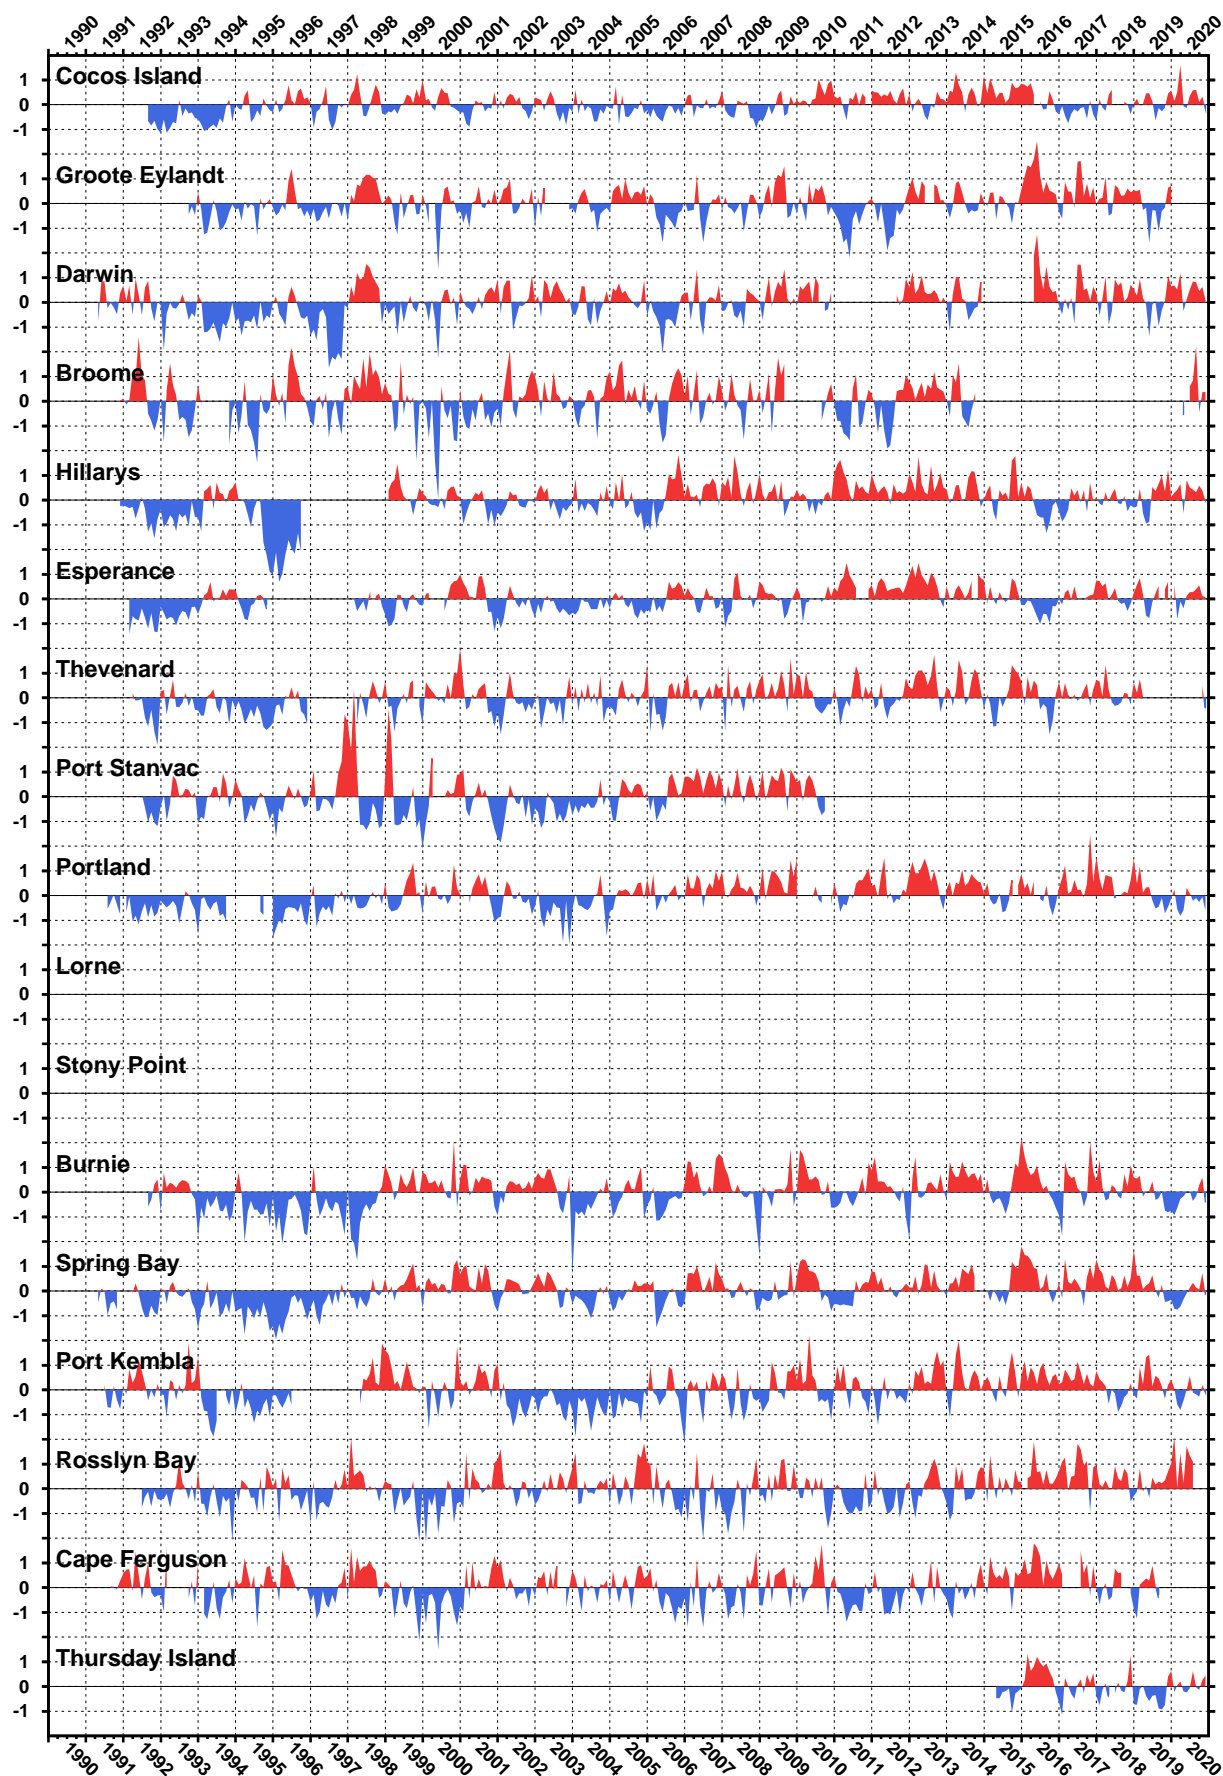 1990 1991 1992 1993 1994 1995 1996 1997 1998 1999 2000 2001 2002 2003 2004 2005 2006 2007 2008 2009 2010 2011 2012 2013 2014 2015 2016 2017 2018 2019 2020
1 Cocos Island
0
-1
1 Groote Eylandt
0
-1
1 Darwin
0
-1
1 Broome
0
-1
1 Hillarys
0
-1
1 Esperance
0
-1
1 Thevenard
0
-1
1 Port Stanvac
0
-1
1 Portland
0
-1
1 Lorne
0
-1
1 Stony Point
0
-1
1 Burnie
0
-1
1 Spring Bay
0
-1
1 Port Kembla
0
-1
1 Rosslyn Bay
0
-1
1 Cape Ferguson
0
-1
1 Thursday Island
0
-1
1990 1991 1992 1993 1994 1995 1996 1997 1998 1999 2000 2001 2002 2003 2004 2005 2006 2007 2008 2009 2010 2011 2012 2013 2014 2015 2016 2017 2018 2019 2020